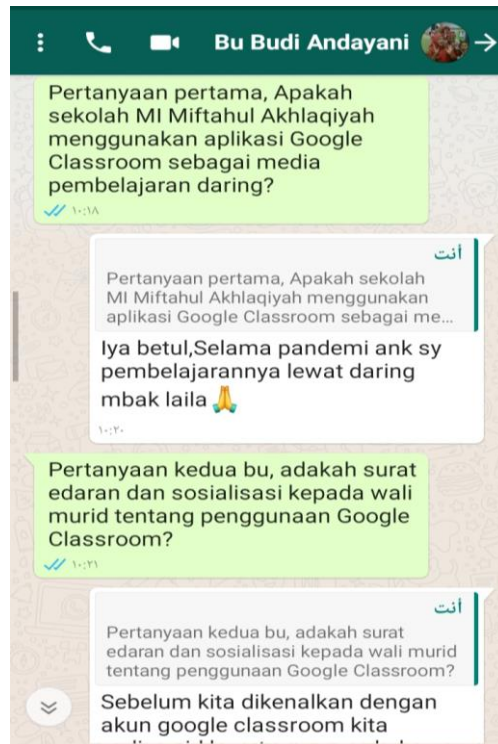 Bu Budi Andayani
Pertanyaan pertama, Apakah
sekolah MI Miftahul Akhlaqiyah
menggunakan aplikasi Google
Classroom sebagai media
pembelajaran daring?
١٠:١٨
أنت
Pertanyaan pertama, Apakah sekolah
MI Miftahul Akhlaqiyah menggunakan
aplikasi Google Classroom sebagai me...
Iya betul,Selama pandemi ank sy
pembelajarannya lewat daring
mbak laila 🙏
١٠:٢٠
Pertanyaan kedua bu, adakah surat
edaran dan sosialisasi kepada wali
murid tentang penggunaan Google
Classroom?
١٠:٢١
أنت
Pertanyaan kedua bu, adakah surat
edaran dan sosialisasi kepada wali murid
tentang penggunaan Google Classroom?
Sebelum kita dikenalkan dengan
akun google classroom kita